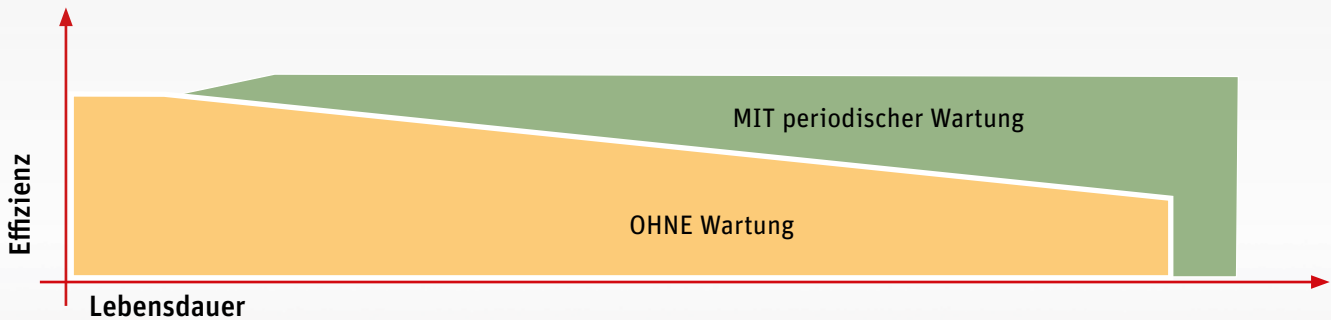 MIT periodischer Wartung
OHNE Wartung
Effizienz
Lebensdauer